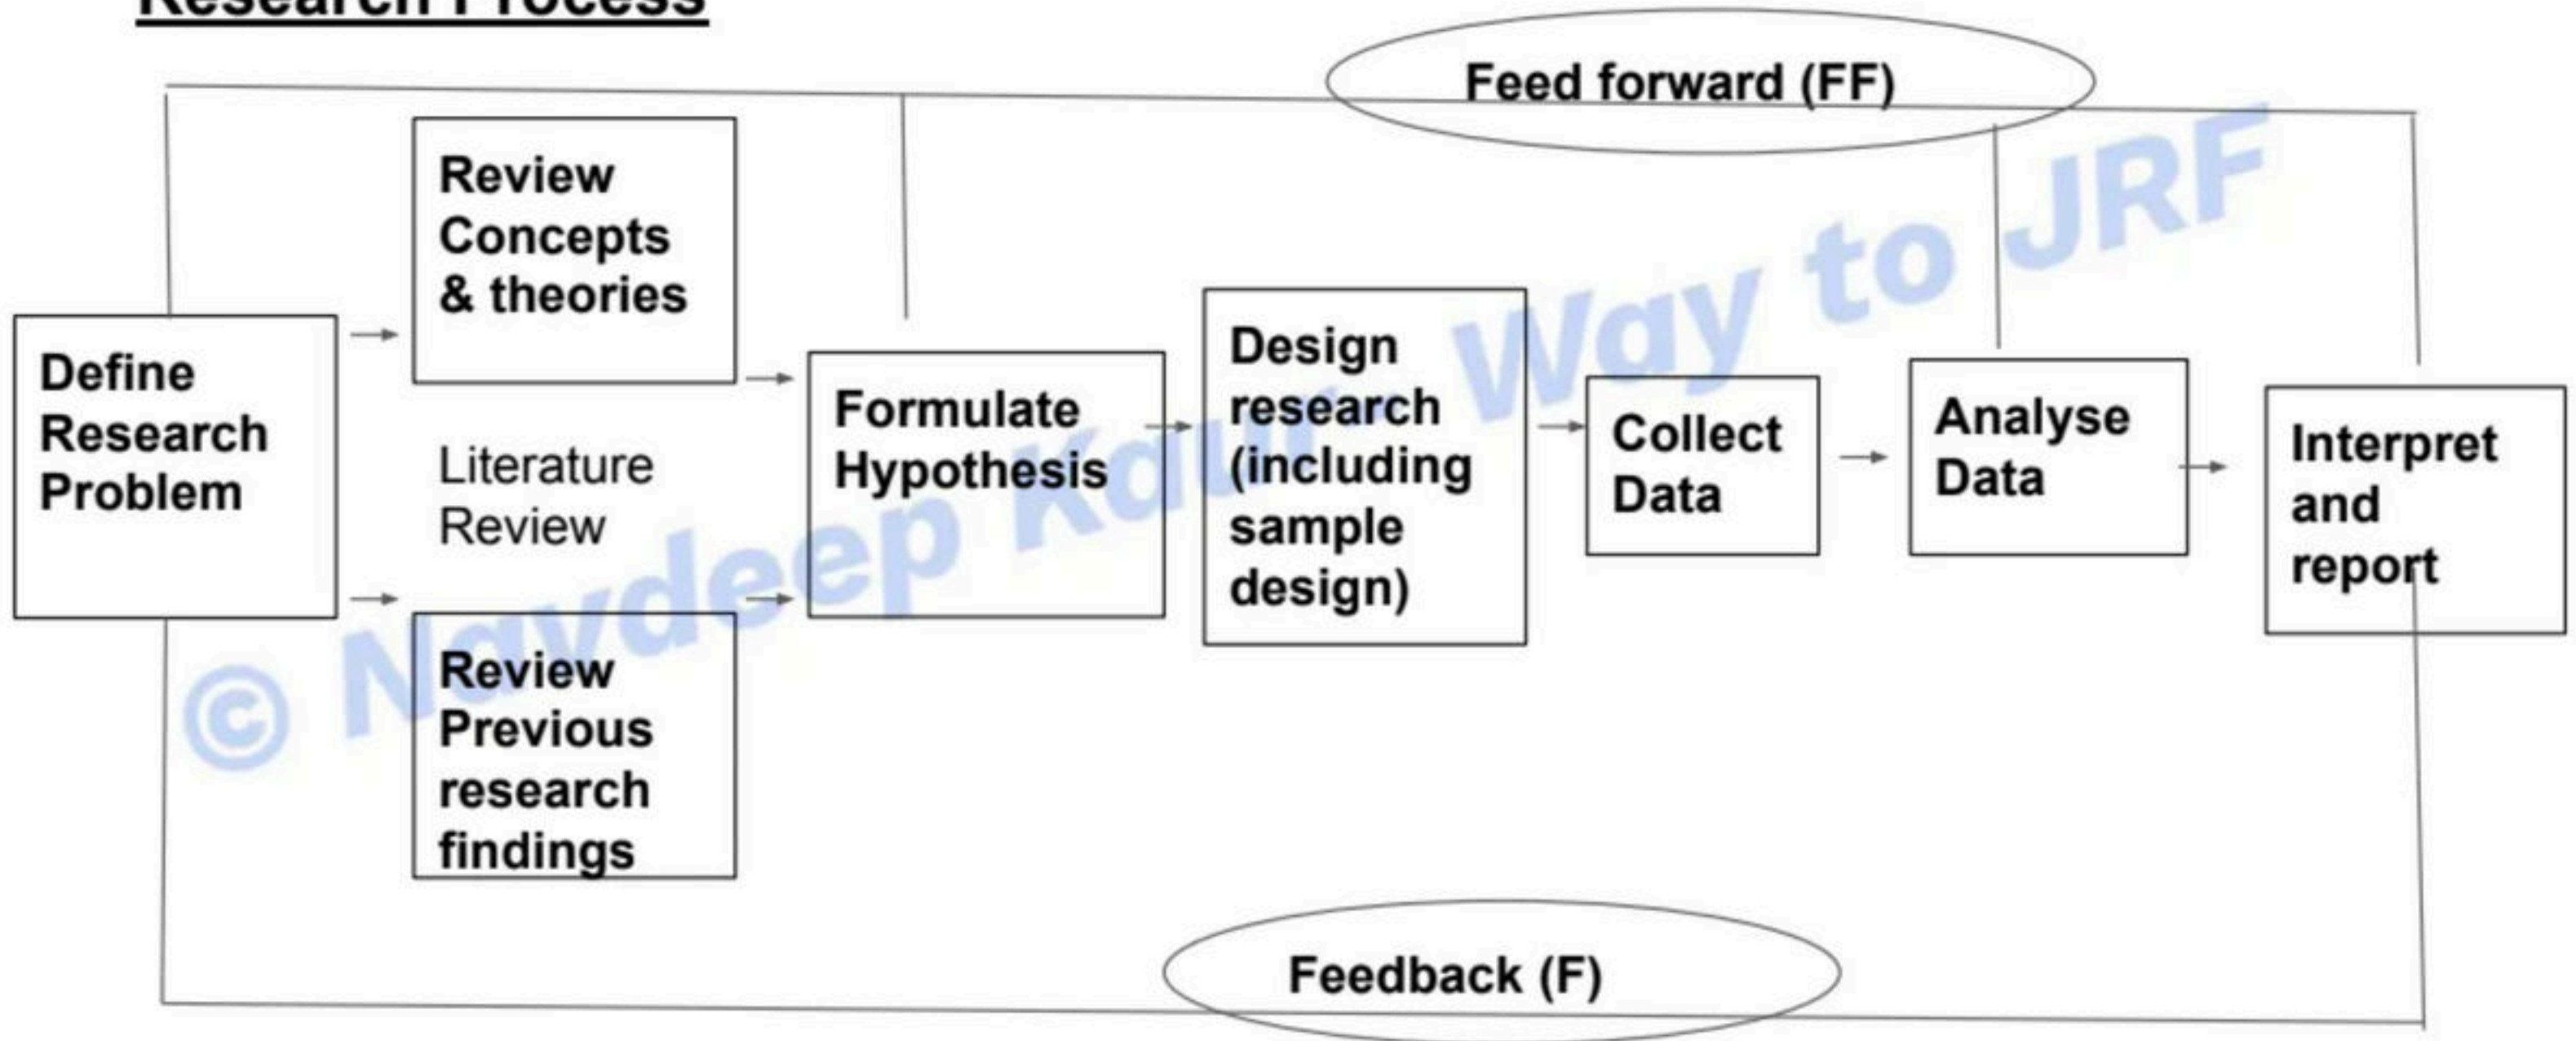 Research Process
Feed forward (FF)
Review
Concepts
& theories
Define
Research
Problem
Literature
Review
Review
Previous
research
findings
Formulate
Hypothesis
Design
research
(including
sample
design)
Collect
Data
Analyse
Data
Interpret
and
report
Feedback (F)
© Navdeep Kaur- Way to JRF